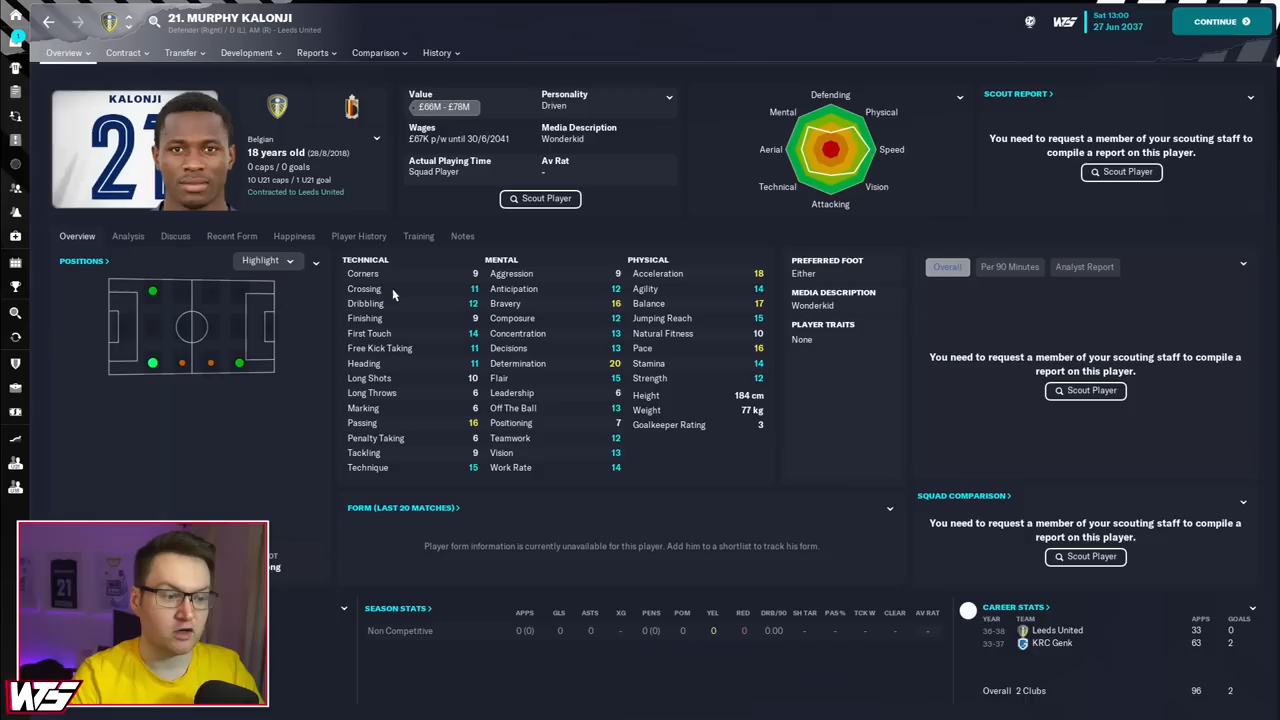 21. MURPHY KALONJI
Defender (Right) / D (L), AM (R) - Leeds United
WTS
Sat 13:00
27 Jun 2037
CONTINUE
1
Overview
Contract
Transfer
Development
Reports
Comparison
History
KALONJI
21
Belgian
18 years old (28/8/2018)
0 caps / 0 goals
10 U21 caps / 1 U21 goal
Contracted to Leeds United
Value
£66M - £78M
Personality
Driven
Wages
£67K p/w until 30/6/2041
Media Description
Wonderkid
Actual Playing Time
Squad Player
Av Rat
-
Scout Player
Defending
Mental
Physical
Aerial
Speed
Technical
Vision
Attacking
SCOUT REPORT
You need to request a member of your scouting staff to
compile a report on this player.
Scout Player
Overview
Analysis
Discuss
Recent Form
Happiness
Player History
Training
Notes
POSITIONS
Highlight
TECHNICAL
Corners 9
Crossing 11
Dribbling 12
Finishing 9
First Touch 14
Free Kick Taking 11
Heading 11
Long Shots 10
Long Throws 6
Marking 6
Passing 16
Penalty Taking 6
Tackling 9
Technique 15
MENTAL
Aggression 9
Anticipation 12
Bravery 16
Composure 12
Concentration 13
Decisions 13
Determination 20
Flair 15
Leadership 6
Off The Ball 13
Positioning 7
Teamwork 12
Vision 13
Work Rate 14
PHYSICAL
Acceleration 18
Agility 14
Balance 17
Jumping Reach 15
Natural Fitness 10
Pace 16
Stamina 14
Strength 12
Height 184 cm
Weight 77 kg
Goalkeeper Rating 3
PREFERRED FOOT
Either
MEDIA DESCRIPTION
Wonderkid
PLAYER TRAITS
None
Overall
Per 90 Minutes
Analyst Report
You need to request a member of your scouting staff to compile a
report on this player.
Scout Player
FORM (LAST 20 MATCHES)
Player form information is currently unavailable for this player. Add him to a shortlist to track his form.
SQUAD COMPARISON
You need to request a member of your scouting staff to compile a
report on this player.
Scout Player
21
SEASON STATS APPS GLS ASTS XG PENS POM YEL RED DRB/90 SH TAR PAS % TCK W CLEAR AV RAT
Non Competitive 0 (0) 0 0 - 0 (0) 0 0 0 0.00 - - - - -
CAREER STATS
YEAR TEAM APPS GOALS
36-38 Leeds United 33 0
33-37 KRC Genk 63 2
Overall 2 Clubs 96 2
WTS